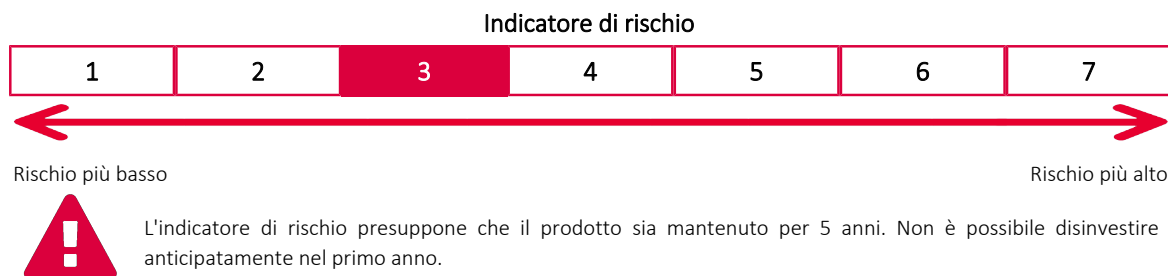 Indicatore di rischio
1 2 3 4 5 6 7
Rischio più basso Rischio più alto
L'indicatore di rischio presuppone che il prodotto sia mantenuto per 5 anni. Non è possibile disinvestire
anticipatamente nel primo anno.